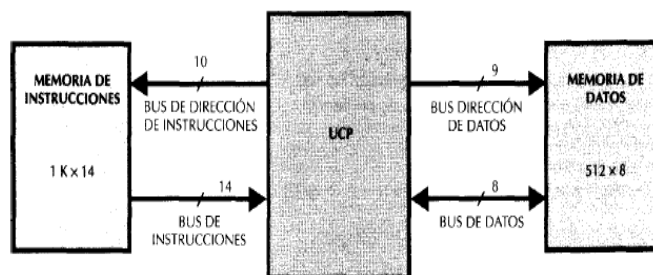 MEMORIA DE
INSTRUCCIONES
1 K x 14
10
BUS DE DIRECCIÓN
DE INSTRUCCIONES
14
BUS DE
INSTRUCCIONES
UCP
9
BUS DIRECCIÓN
DE DATOS
8
BUS DE DATOS
MEMORIA DE
DATOS
512 x 8